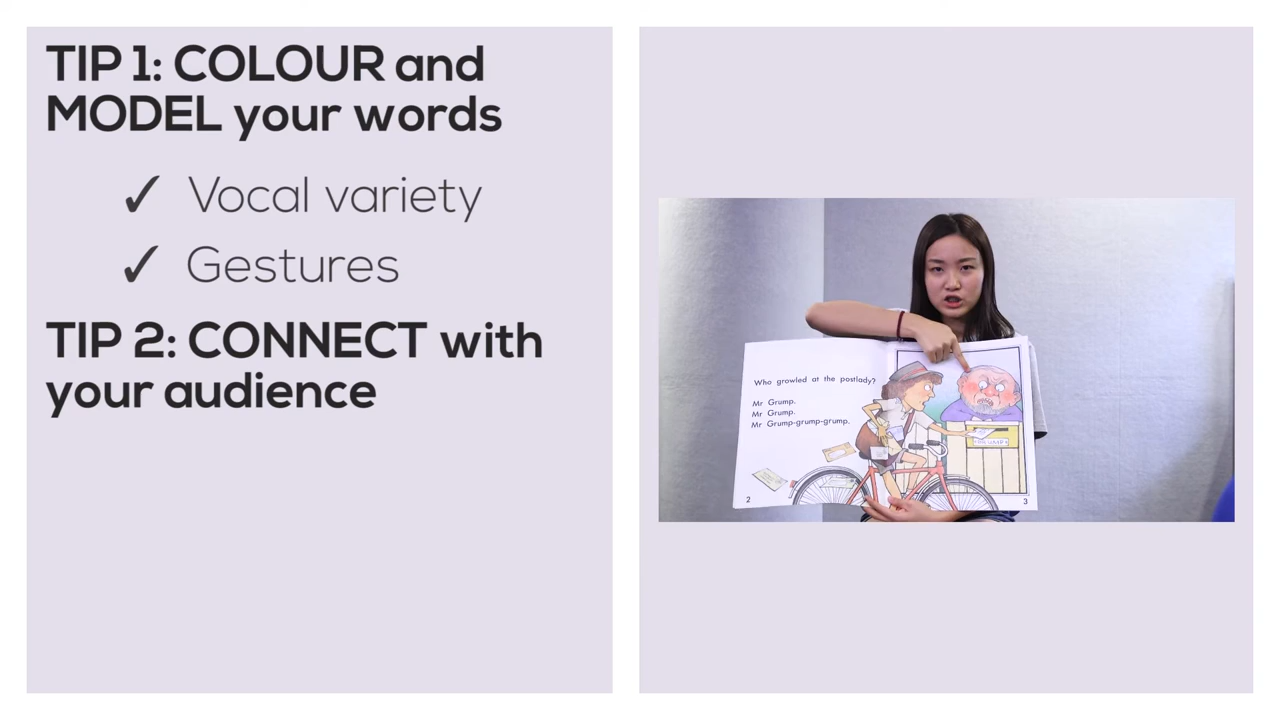 TIP 1: COLOUR and
MODEL your words
✓ Vocal variety
✓ Gestures
TIP 2: CONNECT with
your audience
Who growled at the postlady?
Mr Grump.
Mr Grump.
Mr Grump-grump-grump.
2
3